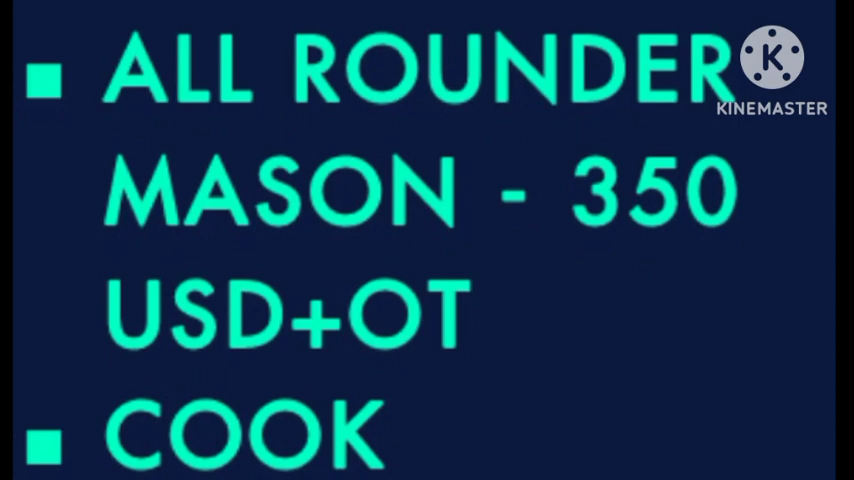 ALL ROUNDER
MASON - 350
USD+OT
COOK
K
KINEMASTER